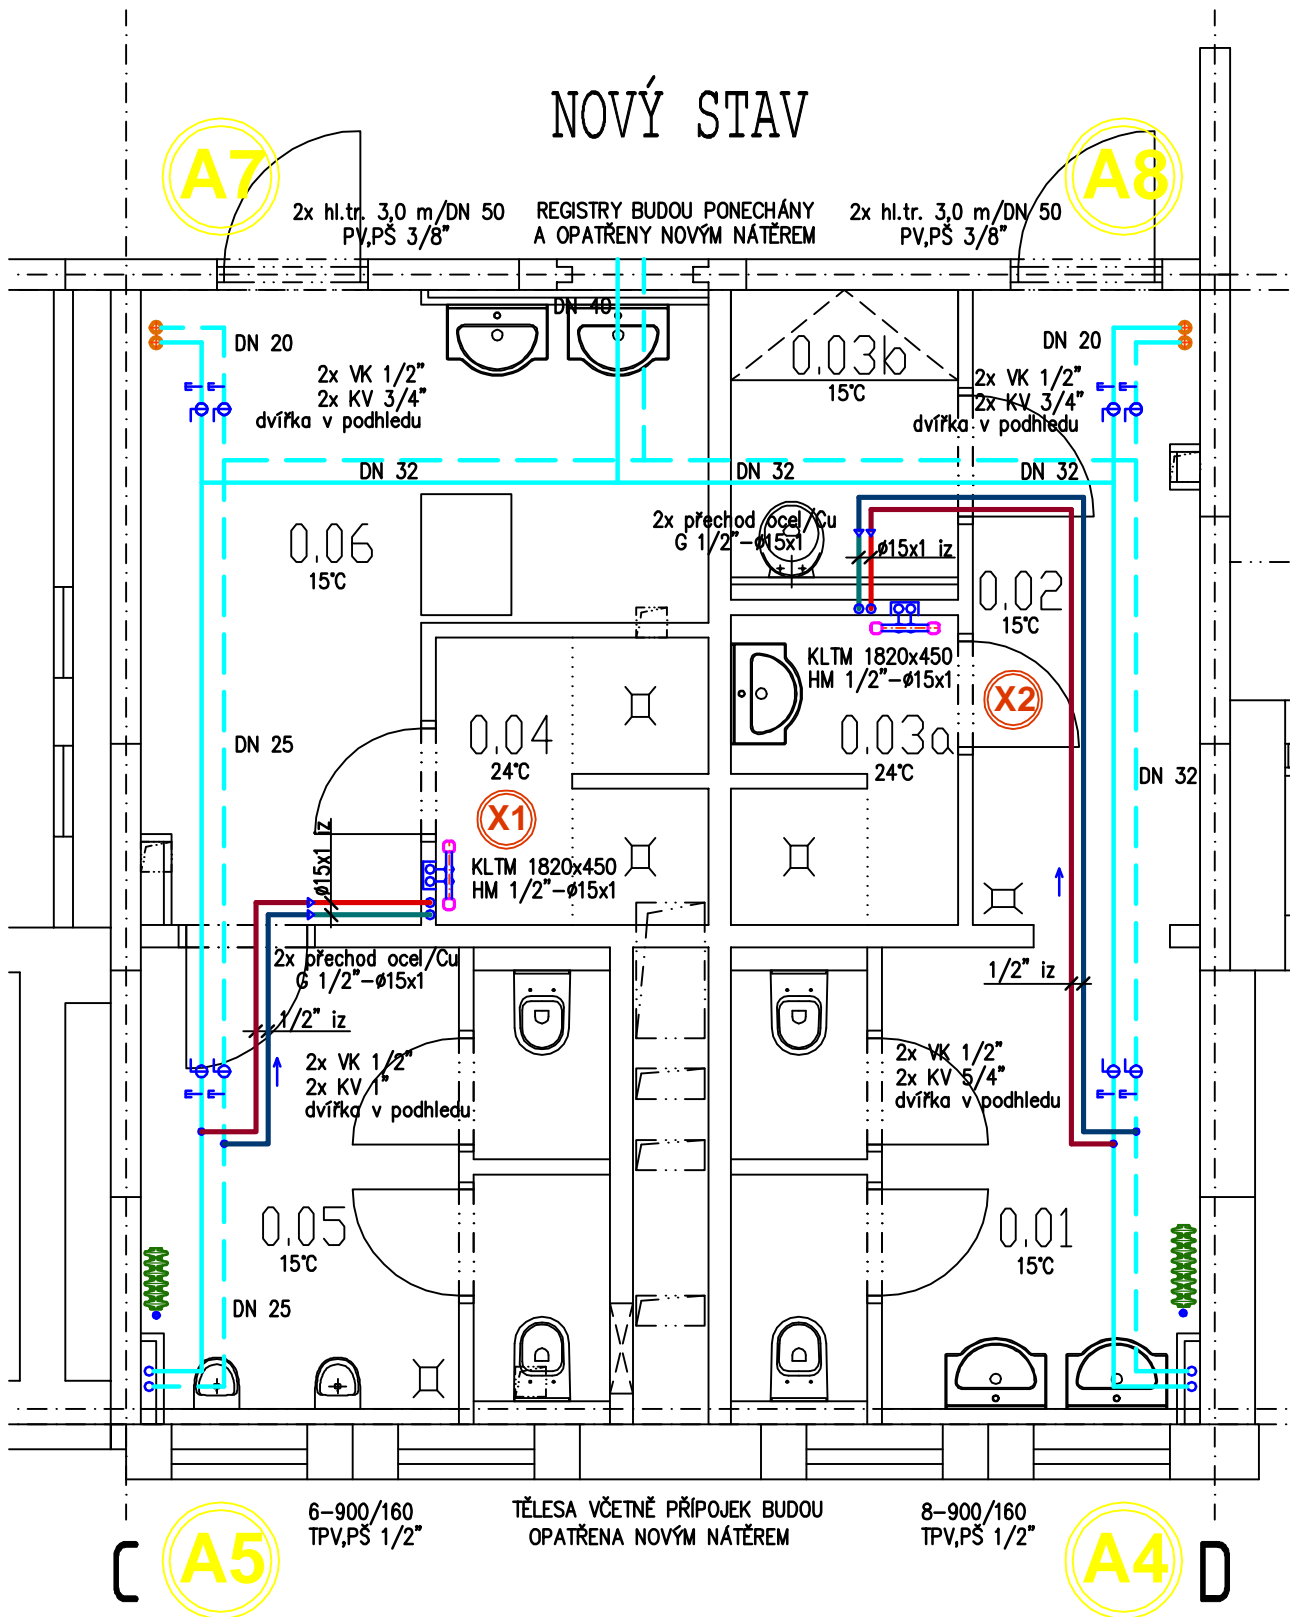 NOVÝ STAV
A7
A8
2x hl.tr. 3,0 m/DN 50
PV,PŠ 3/8"
REGISTRY BUDOU PONECHÁNY
A OPATŘENY NOVÝM NÁTĚREM
2x hl.tr. 3,0 m/DN 50
PV,PŠ 3/8"
DN 40
DN 20
DN 20
0.03b
15°C
2x VK 1/2"
2x KV 3/4"
dvířka v podhledu
2x VK 1/2"
2x KV 3/4"
dvířka v podhledu
DN 32
DN 32
DN 32
0.06
15°C
2x přechod ocel/Cu
G 1/2"-ø15x1
ø15x1 iz
0.02
15°C
KLTM 1820x450
HM 1/2"-ø15x1
X2
0.04
24°C
0.03a
24°C
DN 25
DN 32
X1
ø15x1 iz
KLTM 1820x450
HM 1/2"-ø15x1
2x přechod ocel/Cu
G 1/2"-ø15x1
1/2" iz
1/2" iz
2x VK 1/2"
2x KV 1"
dvířka v podhledu
2x VK 1/2"
2x KV 5/4"
dvířka v podhledu
0.05
15°C
0.01
15°C
DN 25
6-900/160
TPV,PŠ 1/2"
TĚLESA VČETNĚ PŘÍPOJEK BUDOU
OPATŘENA NOVÝM NÁTĚREM
8-900/160
TPV,PŠ 1/2"
C
A5
A4
D